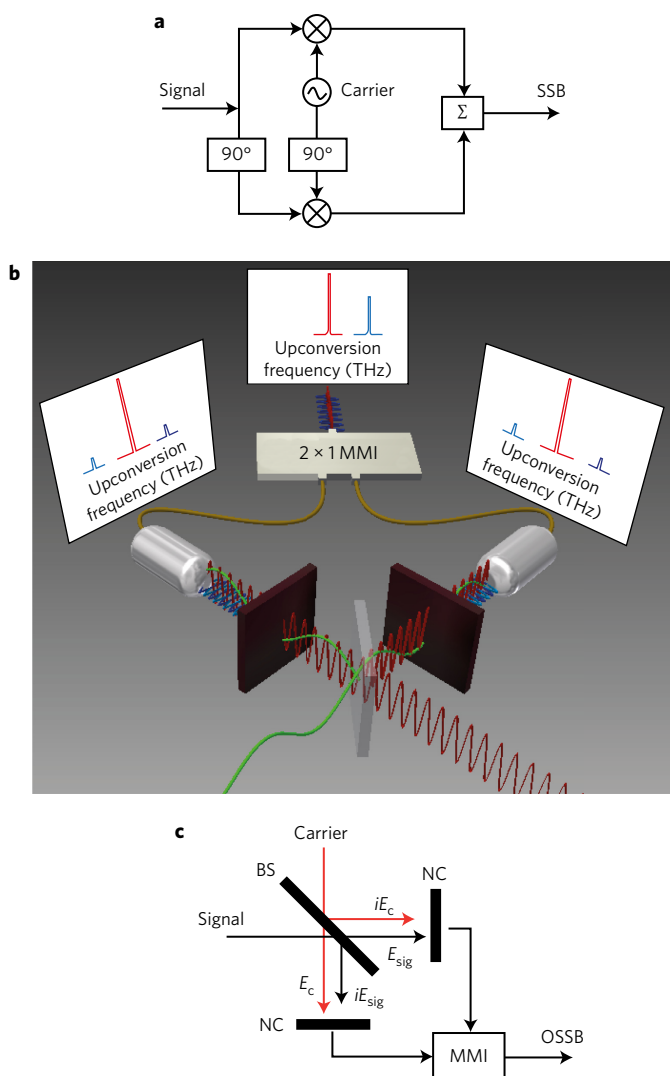 a
Signal
Carrier
SSB
Σ
90°
90°
b
Upconversion
frequency (THz)
Upconversion
frequency (THz)
Upconversion
frequency (THz)
2 × 1 MMI
c
Carrier
BS
NC
iEc
Signal
Esig
Ec
iEsig
NC
MMI
OSSB